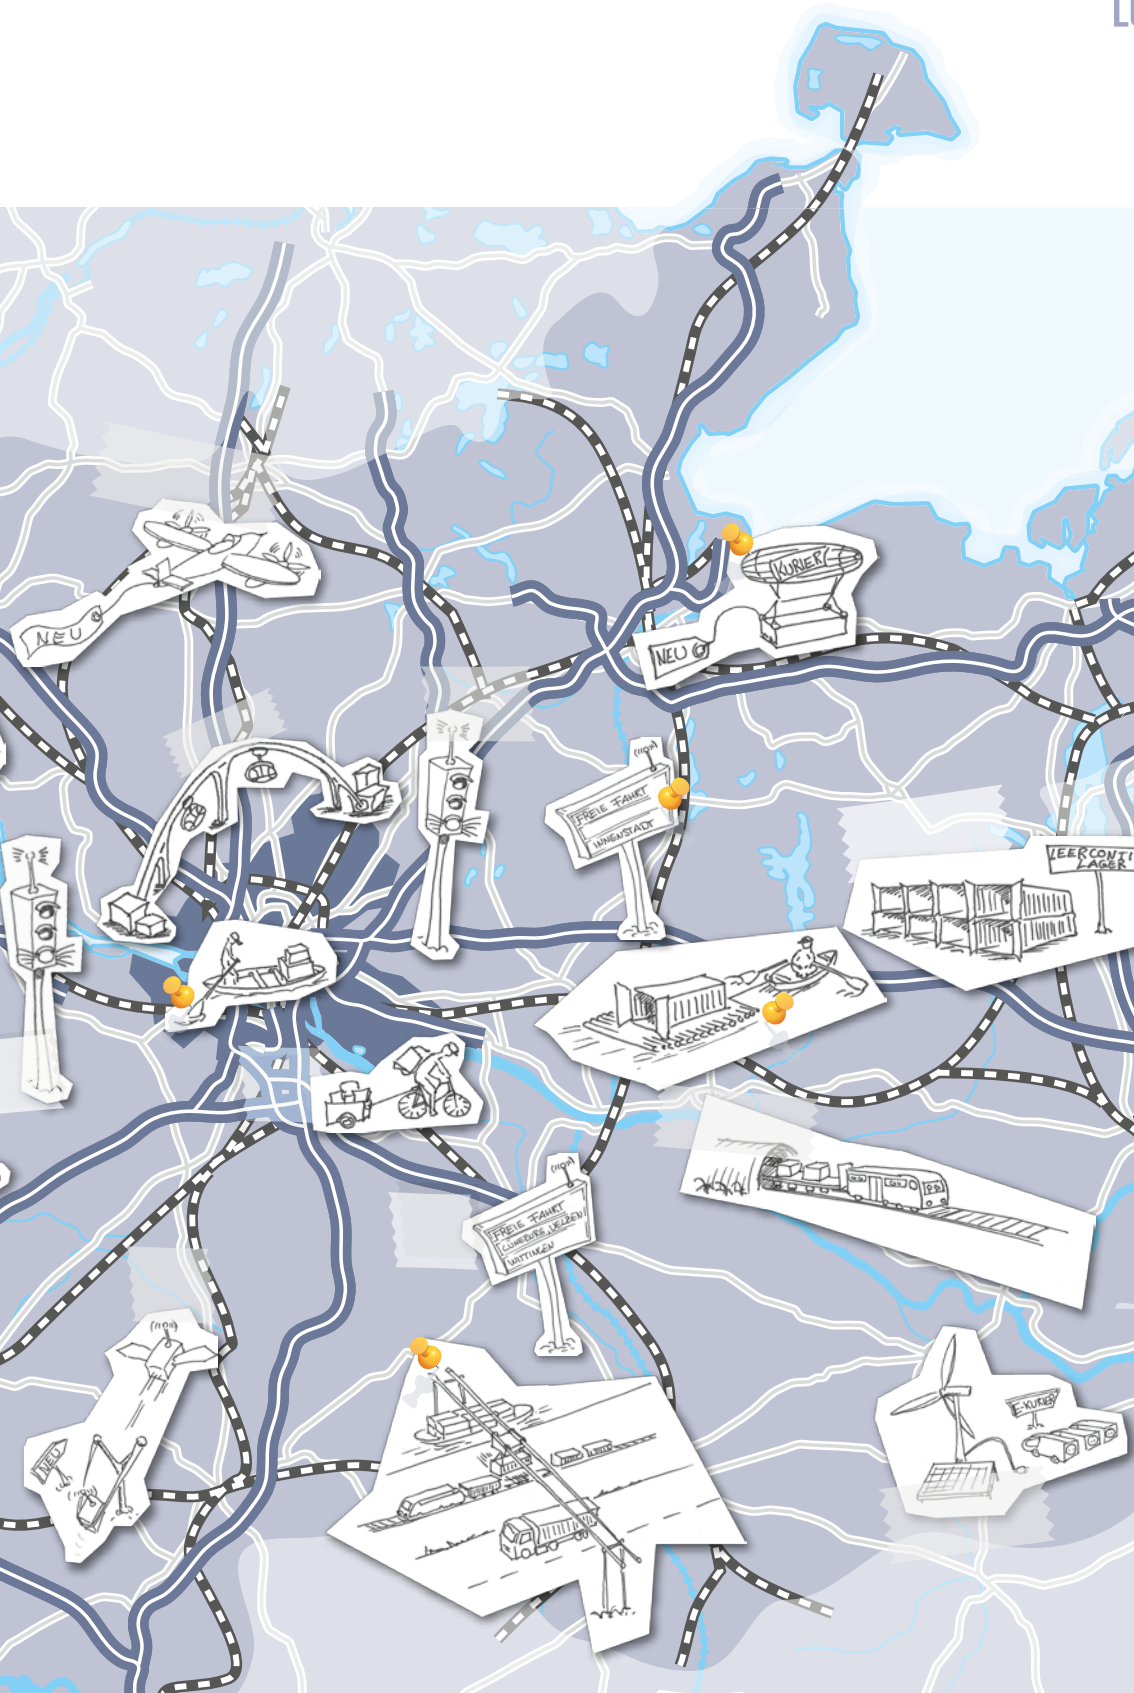 NEU
KURIER
NEU
FREIE FAHRT
INNENSTADT
LEERCONTI
LAGER
FREIE FAHRT
LÜNEBURG, UELZEN
WITTINGEN
NEU
E-KURIER